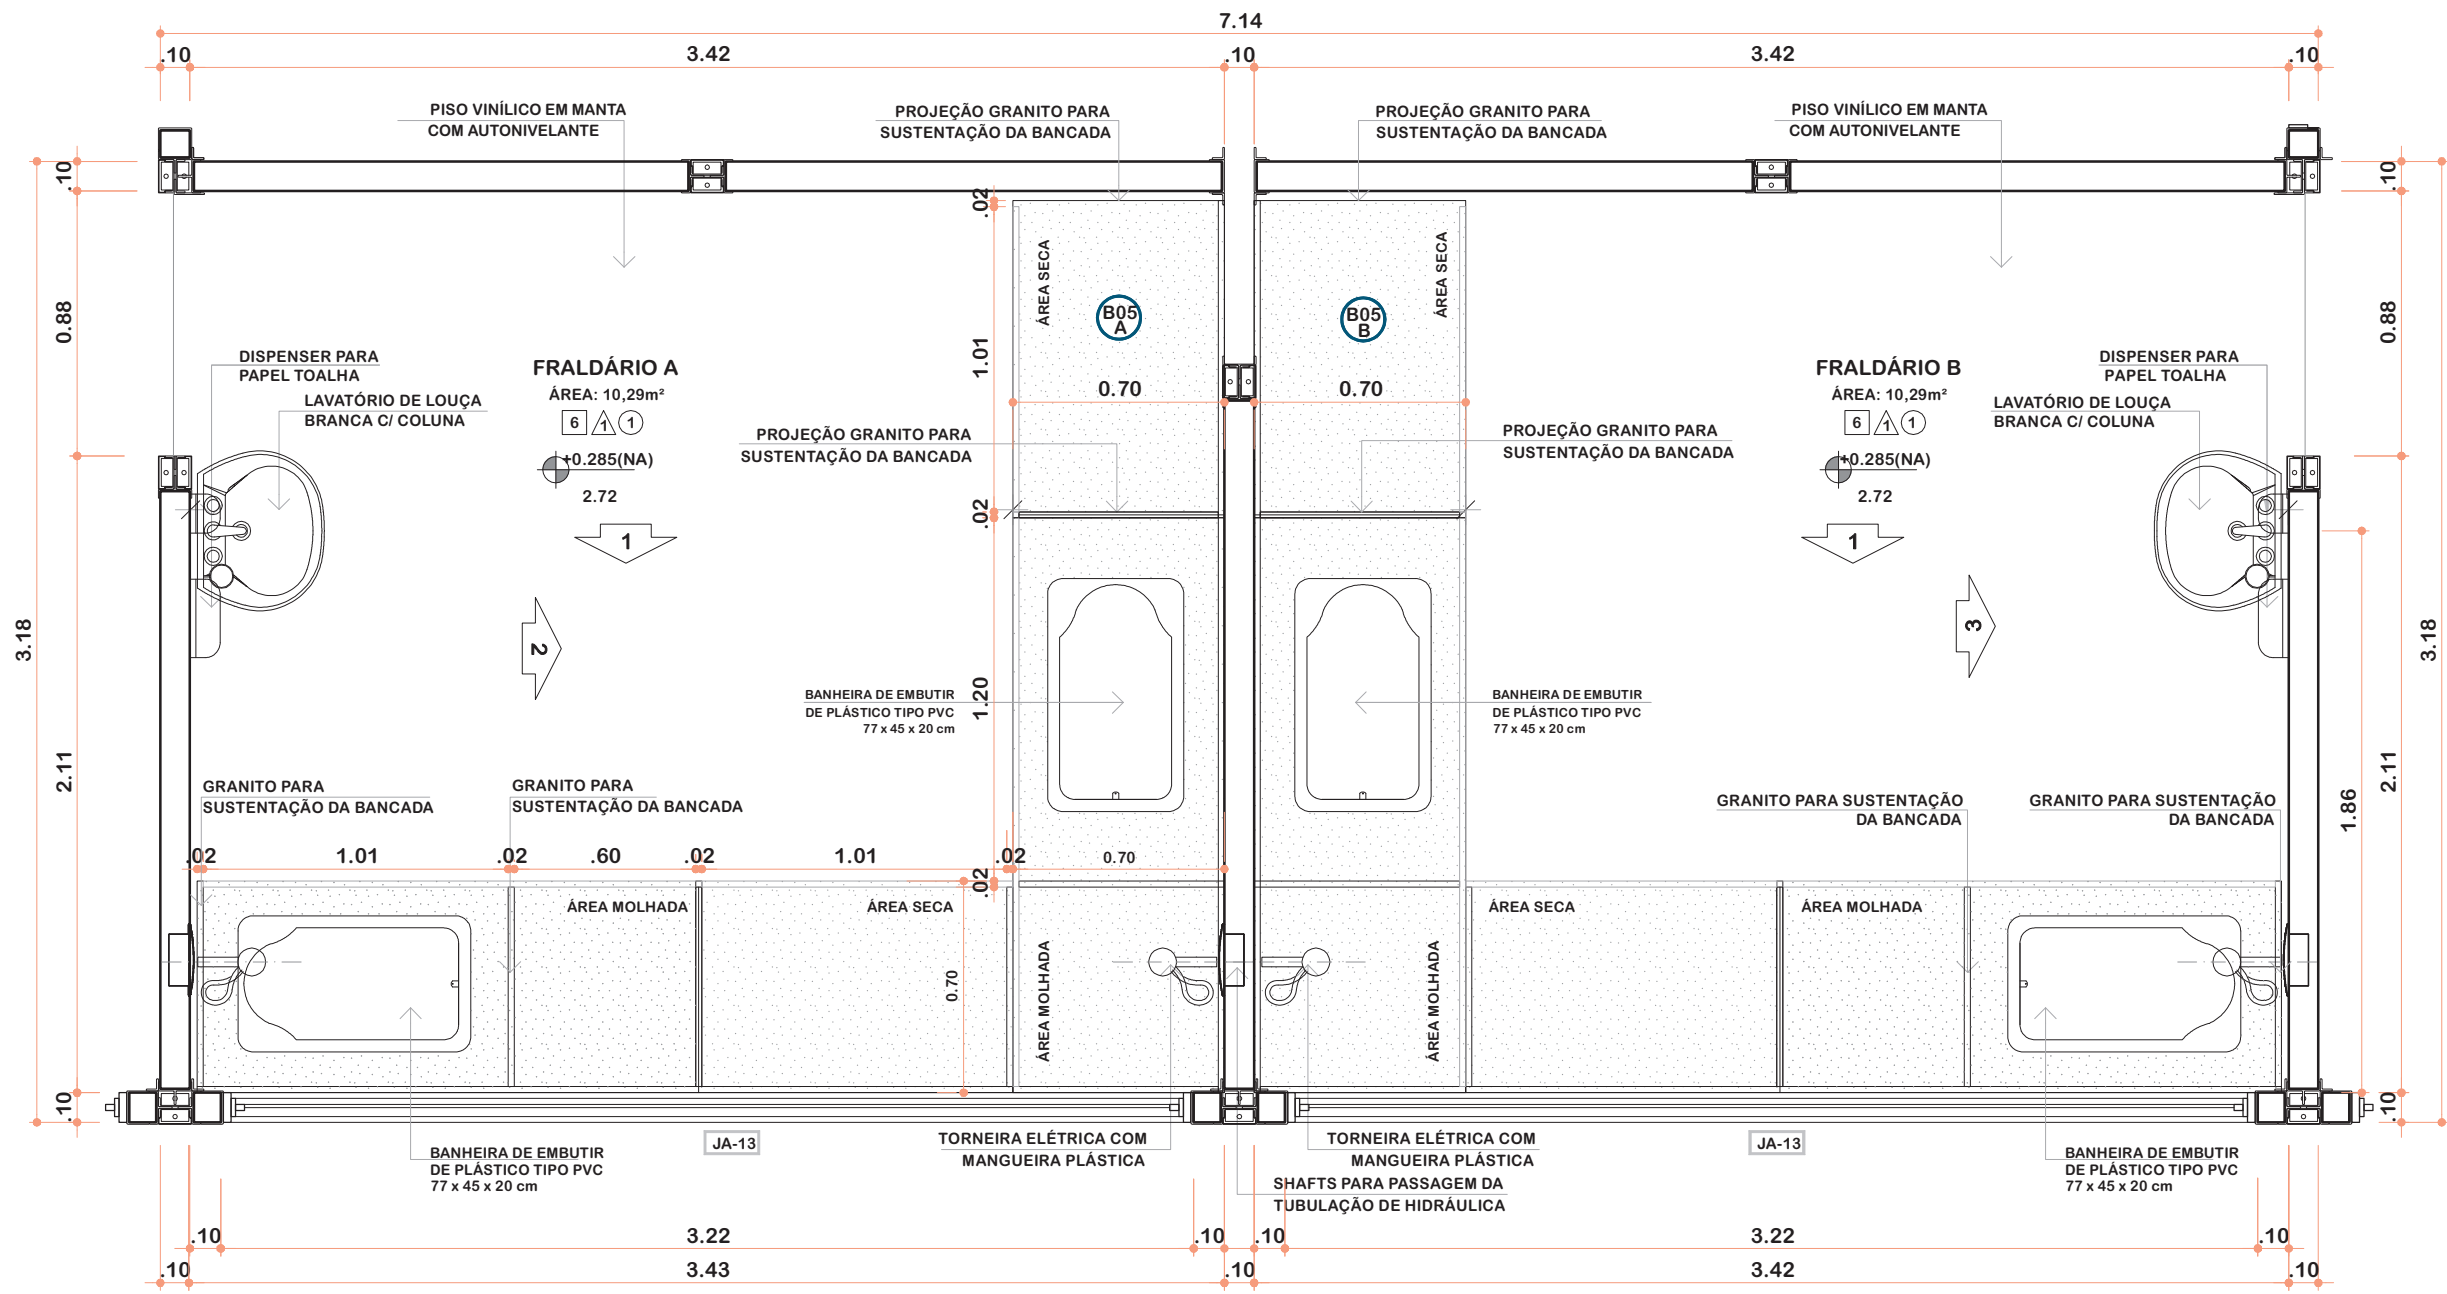 7.14
.10
3.42
.10
3.42
.10
PISO VINÍLICO EM MANTA
COM AUTONIVELANTE
PROJEÇÃO GRANITO PARA
SUSTENTAÇÃO DA BANCADA
PROJEÇÃO GRANITO PARA
SUSTENTAÇÃO DA BANCADA
PISO VINÍLICO EM MANTA
COM AUTONIVELANTE
.10
.10
.02
ÁREA SECA
ÁREA SECA
B05
A
B05
B
0.88
0.88
1.01
DISPENSER PARA
PAPEL TOALHA
LAVATÓRIO DE LOUÇA
BRANCA C/ COLUNA
FRALDÁRIO A
ÁREA: 10,29m²
6
1
1
+0.285(NA)
2.72
1
0.70
0.70
PROJEÇÃO GRANITO PARA
SUSTENTAÇÃO DA BANCADA
PROJEÇÃO GRANITO PARA
SUSTENTAÇÃO DA BANCADA
FRALDÁRIO B
ÁREA: 10,29m²
6
1
1
+0.285(NA)
2.72
1
DISPENSER PARA
PAPEL TOALHA
LAVATÓRIO DE LOUÇA
BRANCA C/ COLUNA
.02
3.18
2
3
3.18
BANHEIRA DE EMBUTIR
DE PLÁSTICO TIPO PVC
77 x 45 x 20 cm
1.20
BANHEIRA DE EMBUTIR
DE PLÁSTICO TIPO PVC
77 x 45 x 20 cm
2.11
2.11
1.86
GRANITO PARA
SUSTENTAÇÃO DA BANCADA
GRANITO PARA
SUSTENTAÇÃO DA BANCADA
GRANITO PARA SUSTENTAÇÃO
DA BANCADA
GRANITO PARA SUSTENTAÇÃO
DA BANCADA
.02
1.01
.02
.60
.02
1.01
.02
0.70
.02
ÁREA MOLHADA
ÁREA SECA
ÁREA SECA
ÁREA MOLHADA
0.70
ÁREA MOLHADA
ÁREA MOLHADA
.10
.10
JA-13
JA-13
BANHEIRA DE EMBUTIR
DE PLÁSTICO TIPO PVC
77 x 45 x 20 cm
TORNEIRA ELÉTRICA COM
MANGUEIRA PLÁSTICA
TORNEIRA ELÉTRICA COM
MANGUEIRA PLÁSTICA
SHAFTS PARA PASSAGEM DA
TUBULAÇÃO DE HIDRÁULICA
BANHEIRA DE EMBUTIR
DE PLÁSTICO TIPO PVC
77 x 45 x 20 cm
.10
3.22
.10
.10
3.22
.10
.10
3.43
.10
3.42
.10